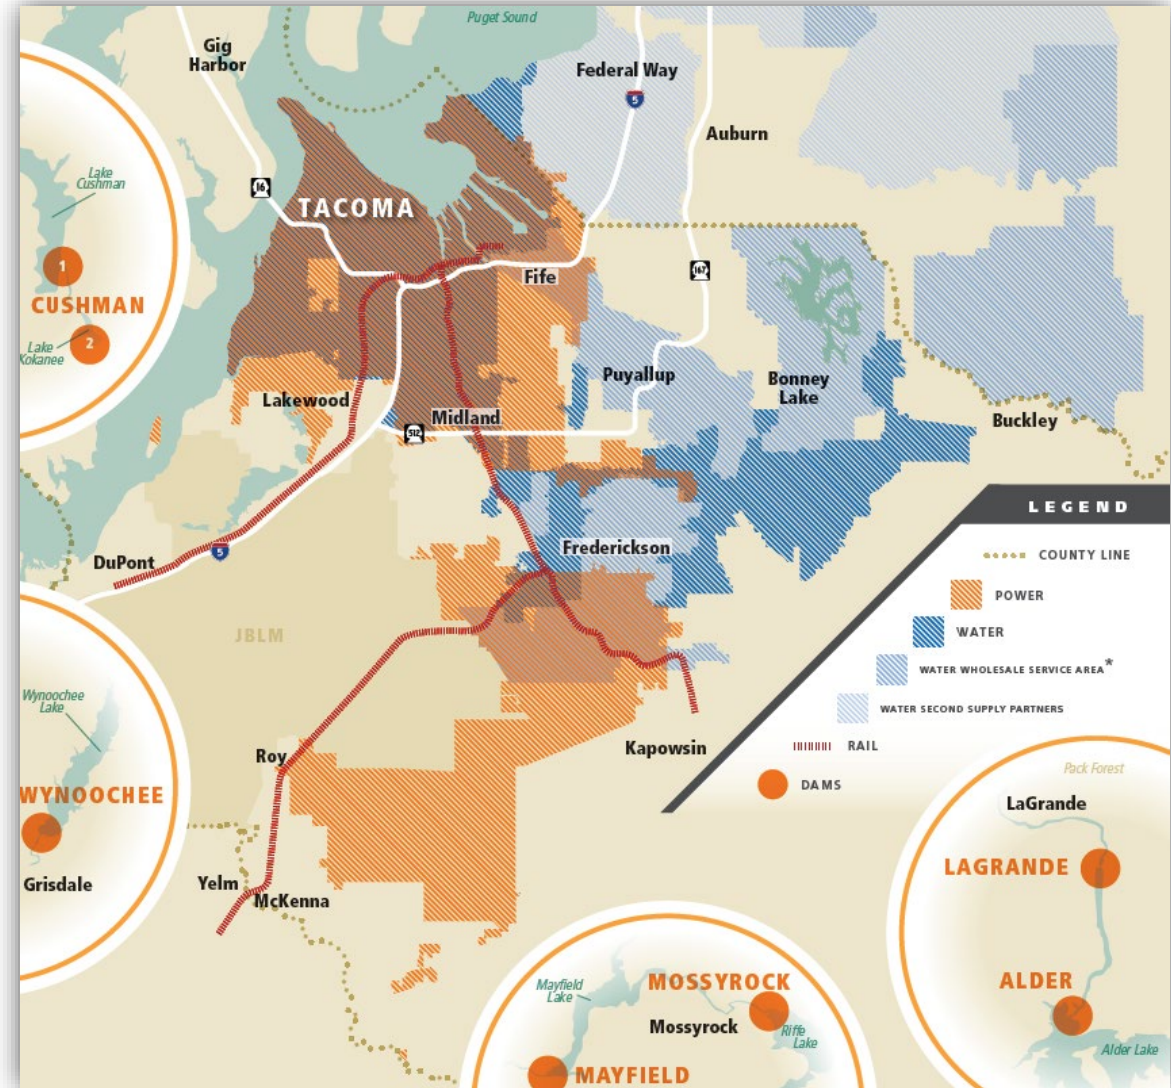 Puget Sound
Gig
Harbor
Federal Way
5
Auburn
16
TACOMA
Lake
Cushman
1
CUSHMAN
2
Lake
Kokanee
Fife
167
Puyallup
Bonney
Lake
Lakewood
Midland
512
Buckley
LEGEND
COUNTY LINE
POWER
WATER
WATER WHOLESALE SERVICE AREA*
WATER SECOND SUPPLY PARTNERS
RAIL
DAMS
Frederickson
5
DuPont
JBLM
Wynoochee
Lake
WYNOOCHEE
Grisdale
Roy
Kapowsin
Yelm
McKenna
Pack Forest
LaGrande
LAGRANDE
ALDER
Alder Lake
Mayfield
Lake
MOSSYROCK
Mossyrock
Riffe
Lake
MAYFIELD